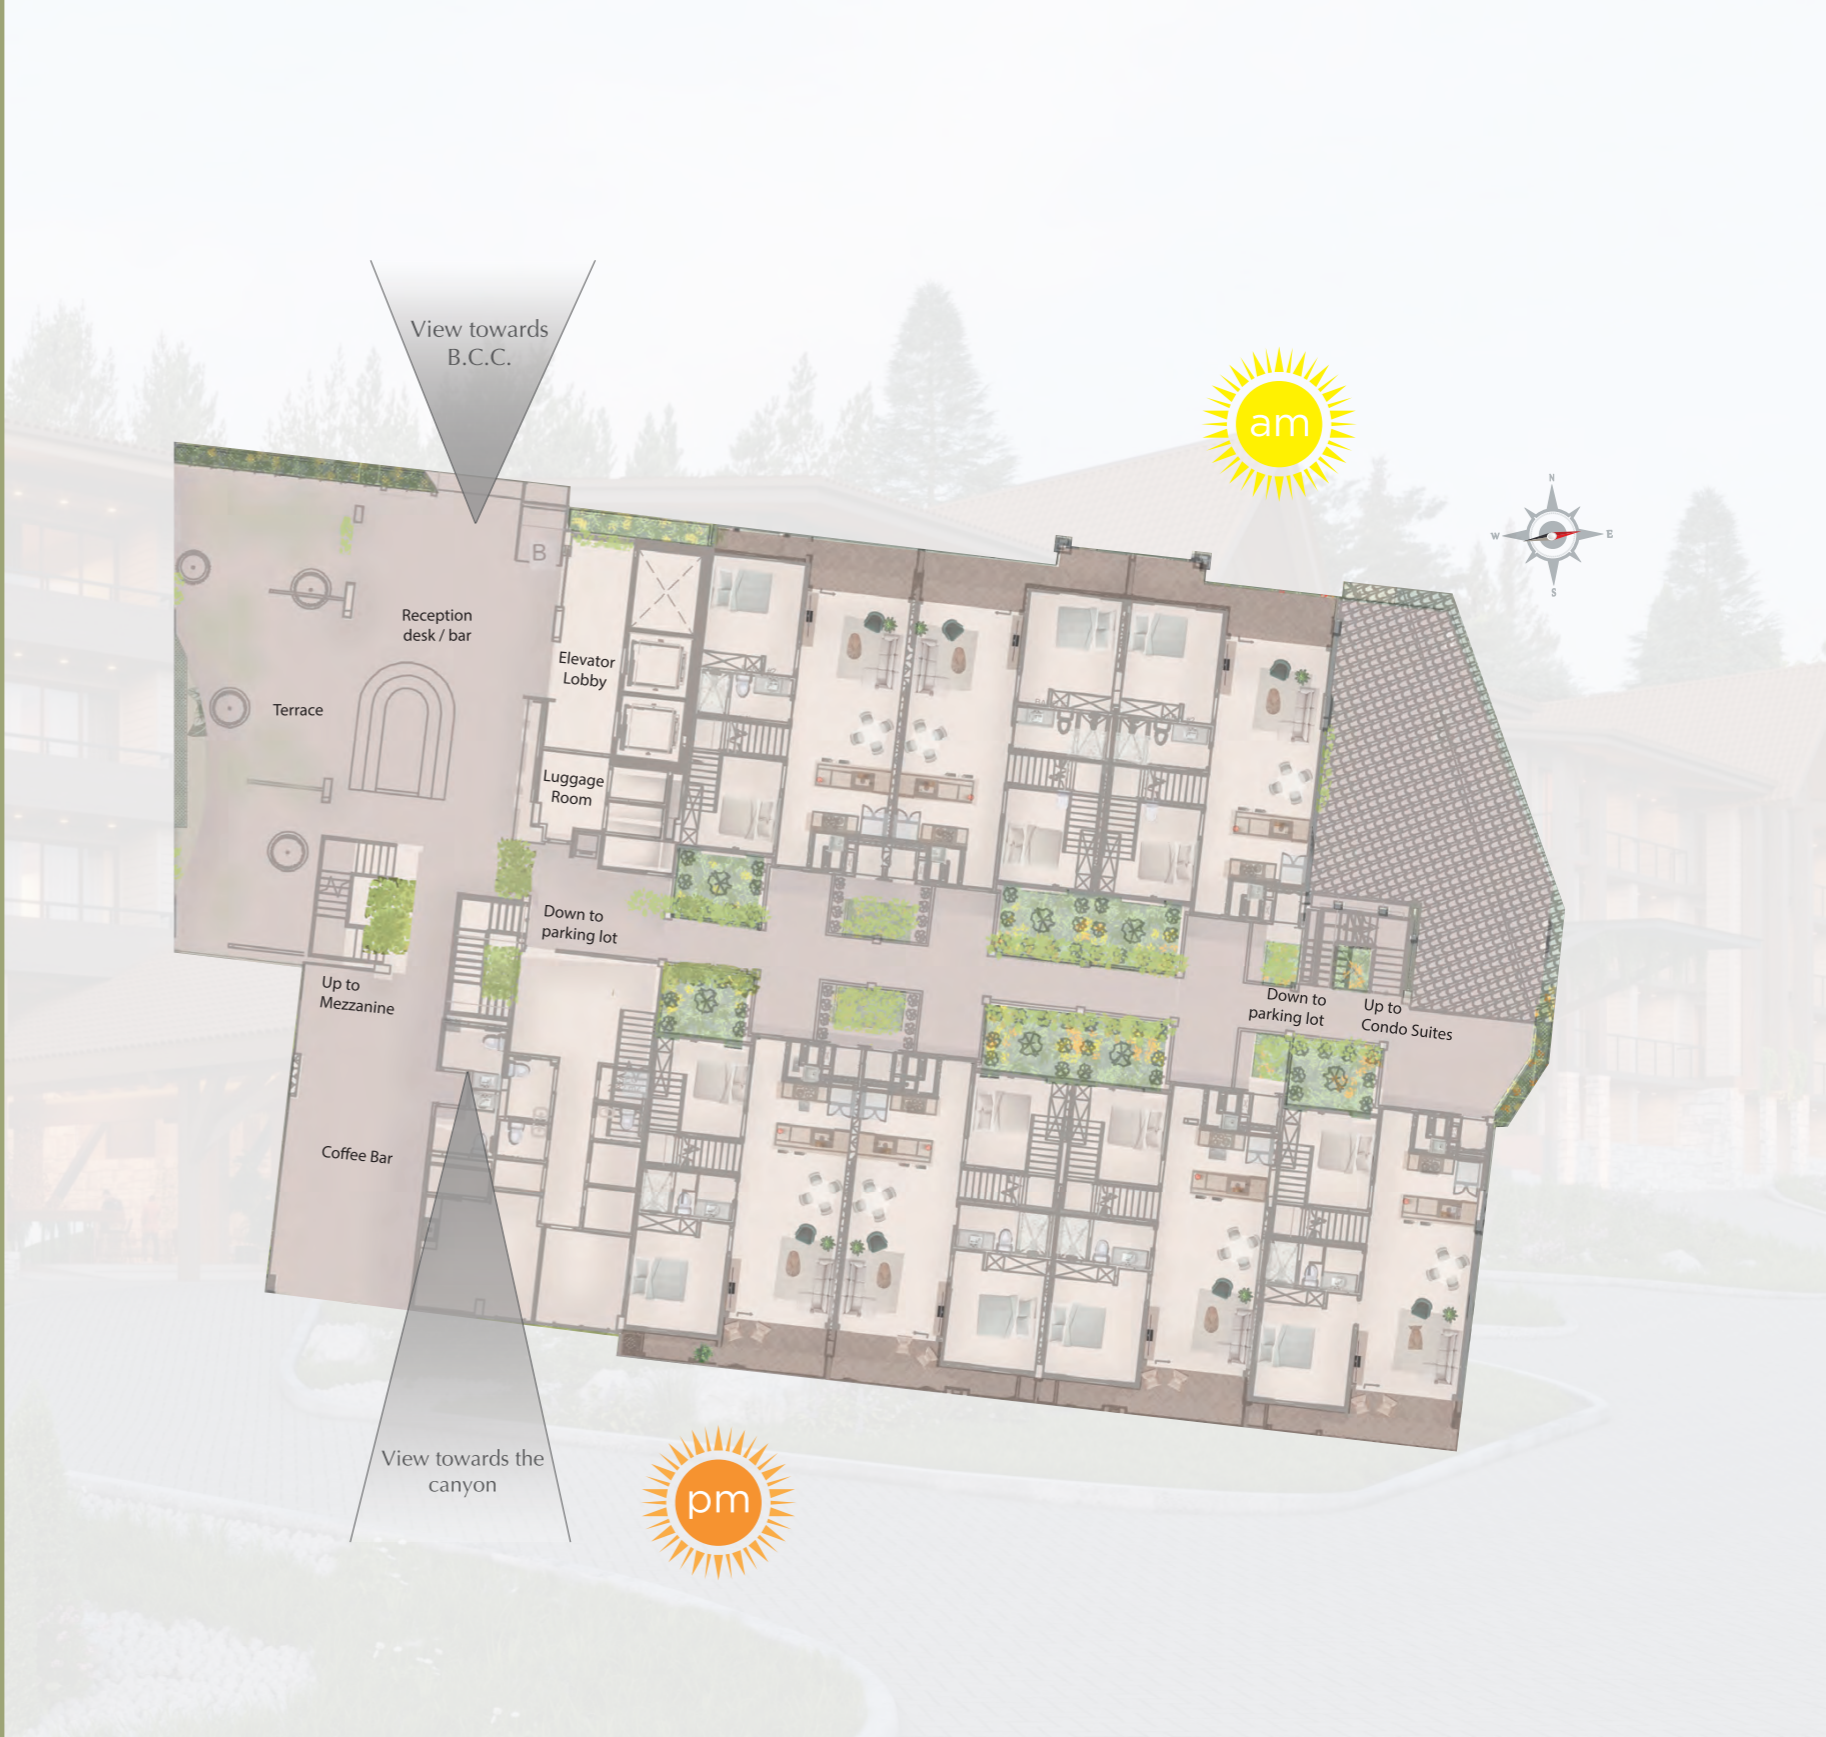 View towards
B.C.C.
am
N
W
E
S
B
Reception
desk / bar
Elevator
Lobby
Terrace
Luggage
Room
Down to
parking lot
Up to
Mezzanine
Down to
parking lot
Up to
Condo Suites
Coffee Bar
View towards the
canyon
pm